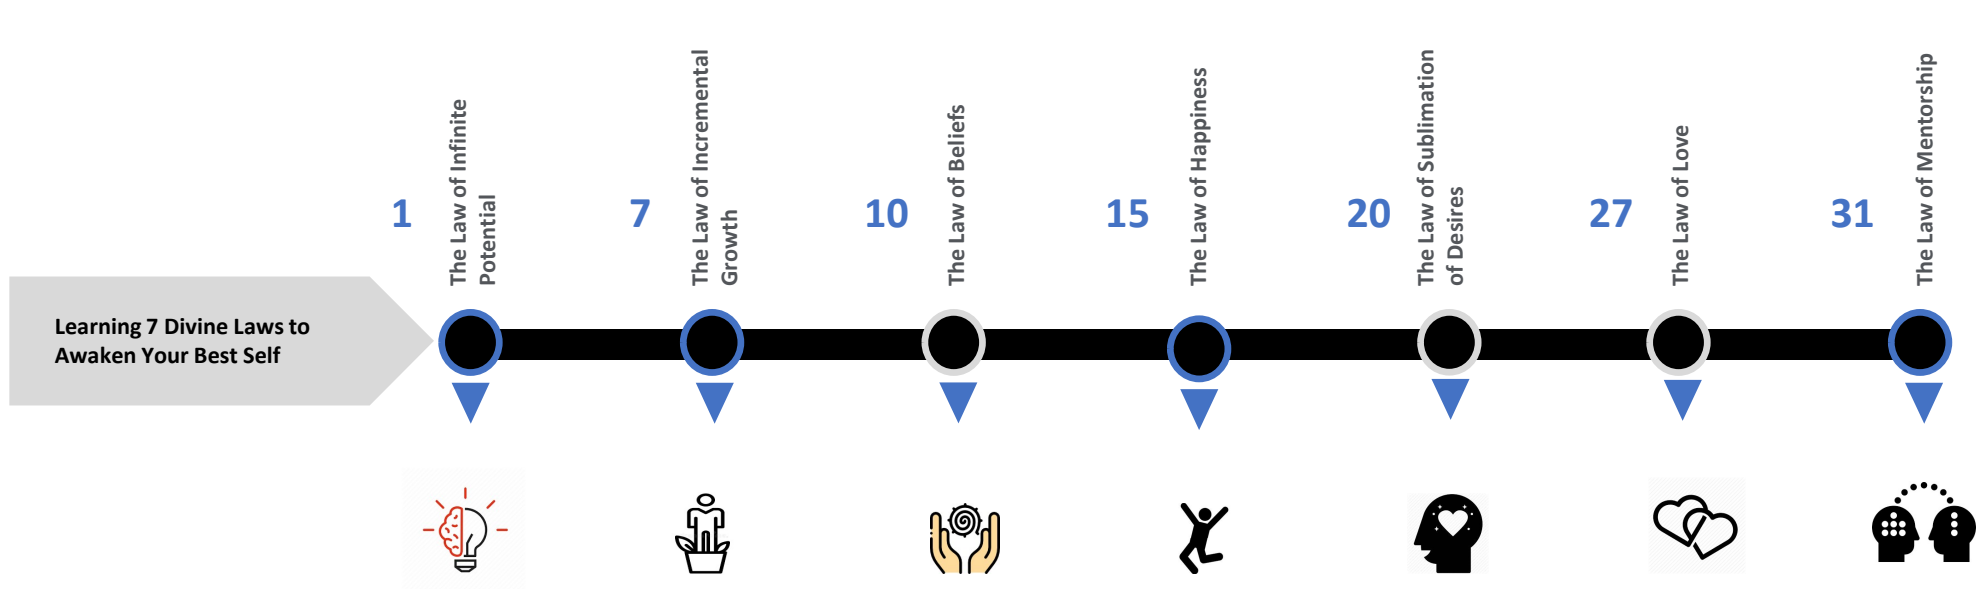 Learning 7 Divine Laws to
Awaken Your Best Self
1
The Law of Infinite
Potential
7
The Law of Incremental
Growth
10
The Law of Beliefs
15
The Law of Happiness
20
The Law of Sublimation
of Desires
27
The Law of Love
31
The Law of Mentorship